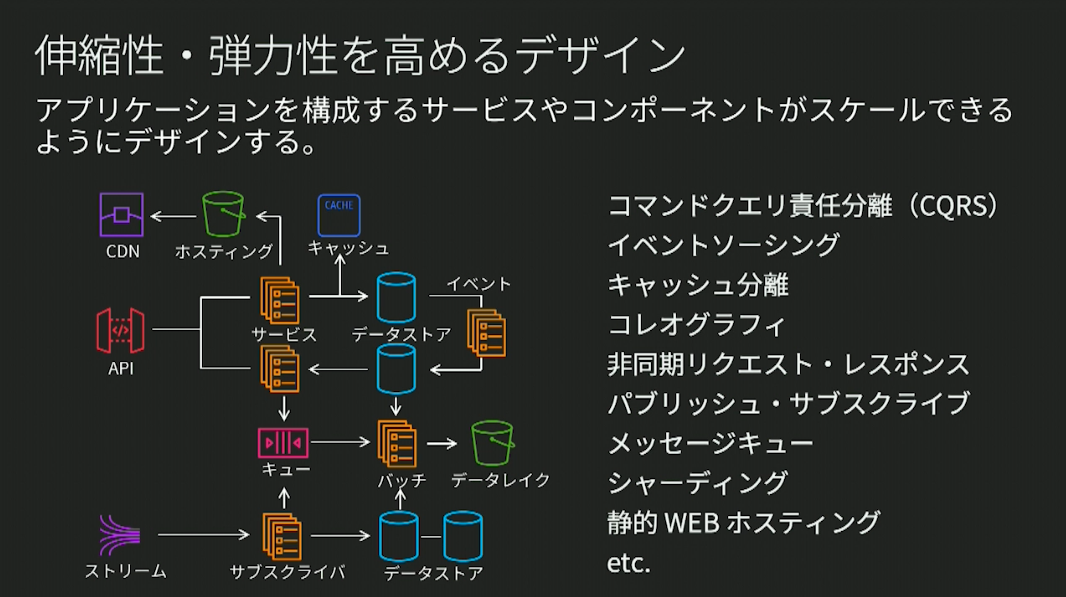 伸縮性・弾力性を高めるデザイン
アプリケーションを構成するサービスやコンポーネントがスケールできる
ようにデザインする。
CDN
ホスティング
CACHE
キャッシュ
イベント
サービス
データストア
API
キュー
バッチ
データレイク
ストリーム
サブスクライバ
データストア
コマンドクエリ責任分離（CQRS）
イベントソーシング
キャッシュ分離
コレオグラフィ
非同期リクエスト・レスポンス
パブリッシュ・サブスクライブ
メッセージキュー
シャーディング
静的 WEB ホスティング
etc.